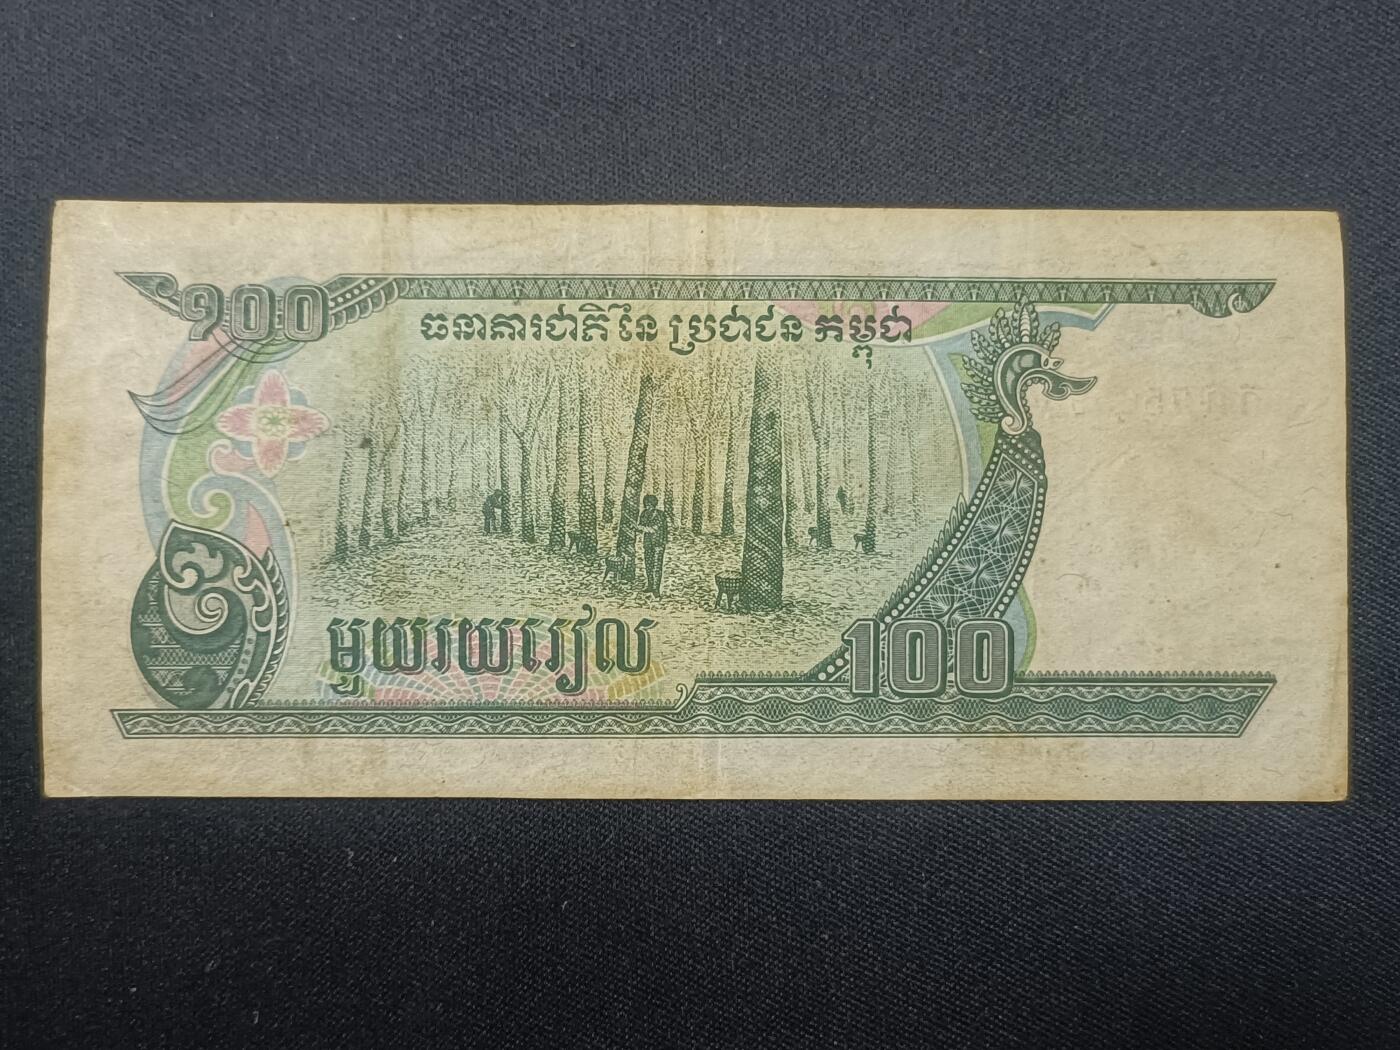 ១០០
ធនាគារជាតិ នៃ ប្រជាជន កម្ពុជា
មួយរយរៀល
100